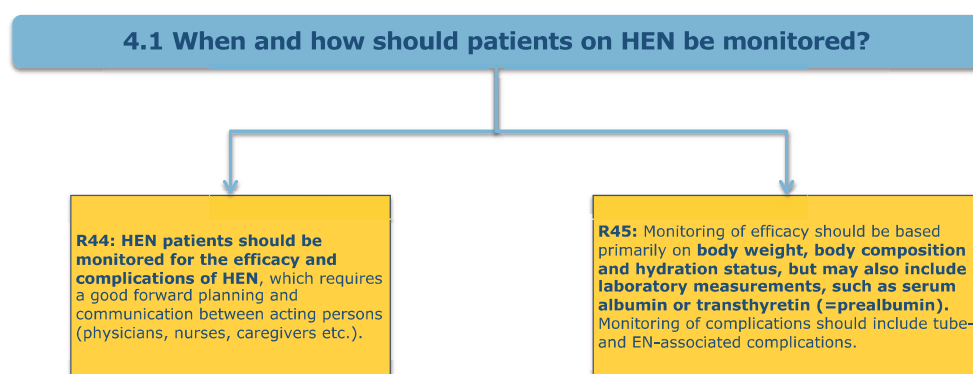 4.1 When and how should patients on HEN be monitored?
R44: HEN patients should be
monitored for the efficacy and
complications of HEN, which requires
a good forward planning and
communication between acting persons
(physicians, nurses, caregivers etc.).
R45: Monitoring of efficacy should be based
primarily on body weight, body composition
and hydration status, but may also include
laboratory measurements, such as serum
albumin or transthyretin (=prealbumin).
Monitoring of complications should include tube-
and EN-associated complications.